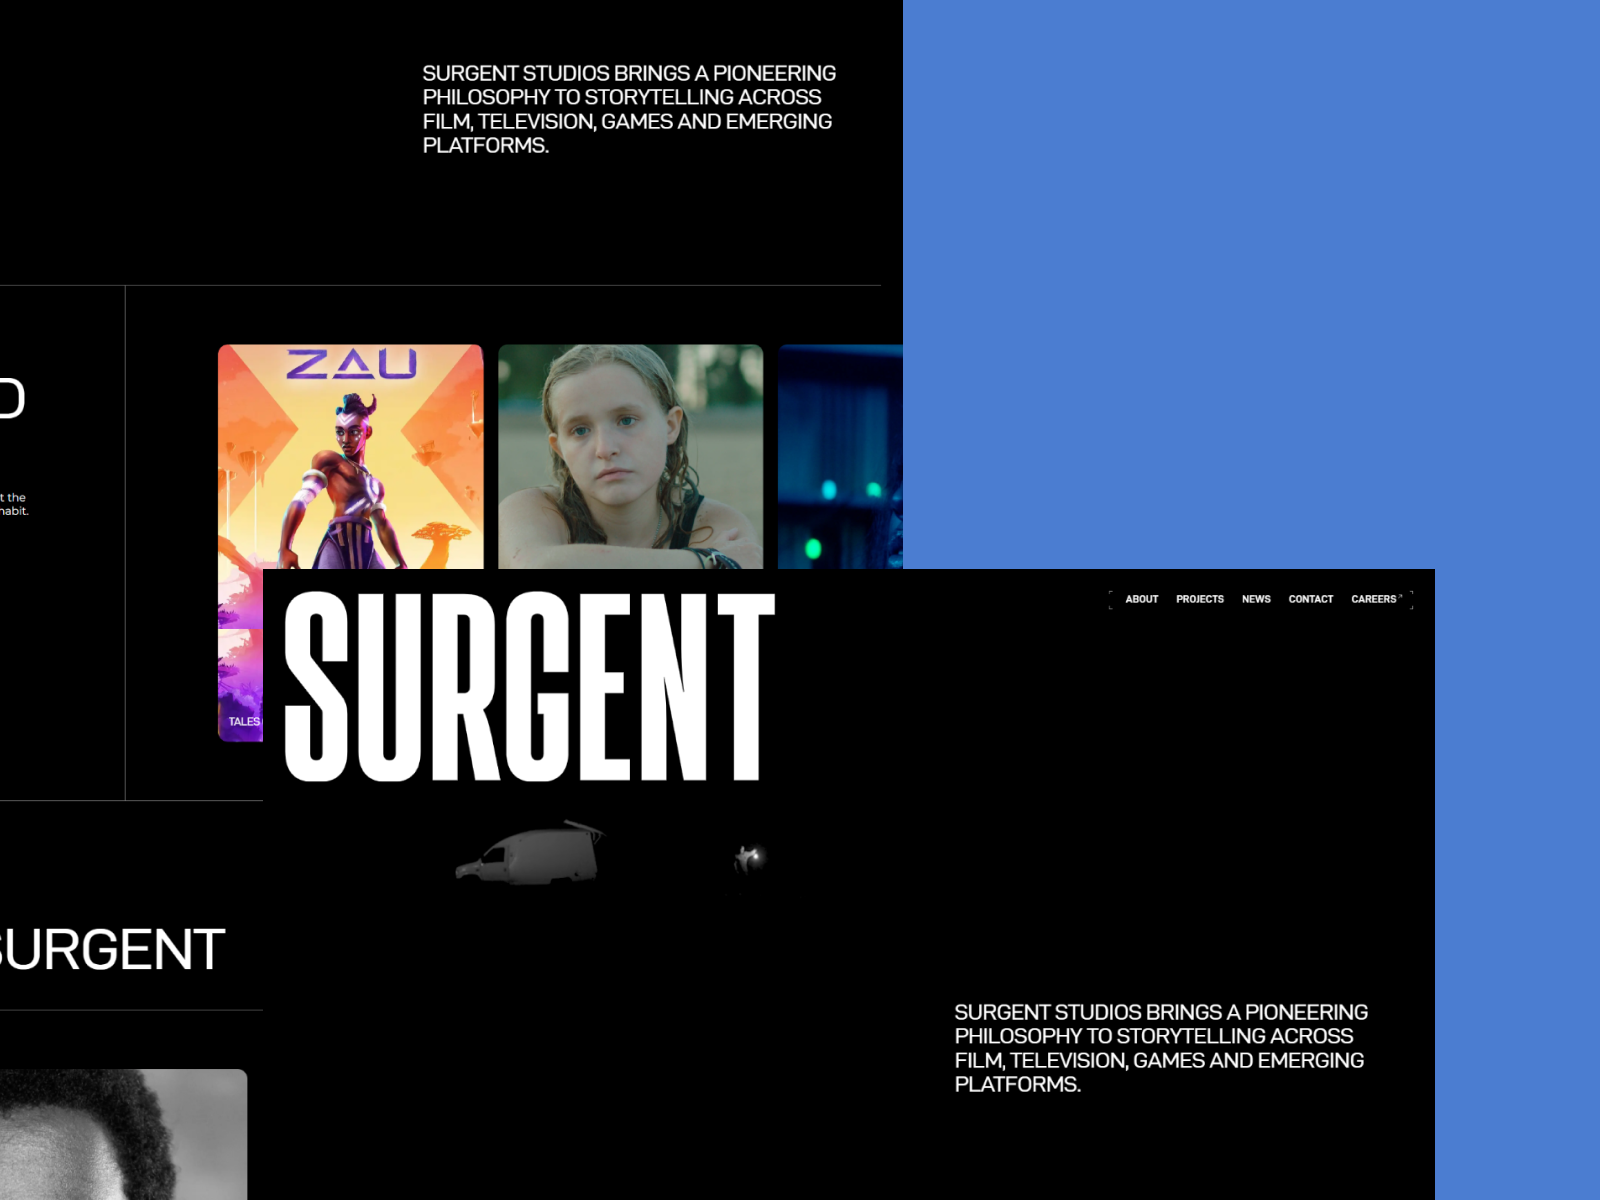 SURGENT STUDIOS BRINGS A PIONEERING
PHILOSOPHY TO STORYTELLING ACROSS
FILM, TELEVISION, GAMES AND EMERGING
PLATFORMS.
ZAU
t the
TALES
SURGENT
SURGENT
ABOUT PROJECTS NEWS CONTACT CAREERS
SURGENT STUDIOS BRINGS A PIONEERING
PHILOSOPHY TO STORYTELLING ACROSS
FILM, TELEVISION, GAMES AND EMERGING
PLATFORMS.